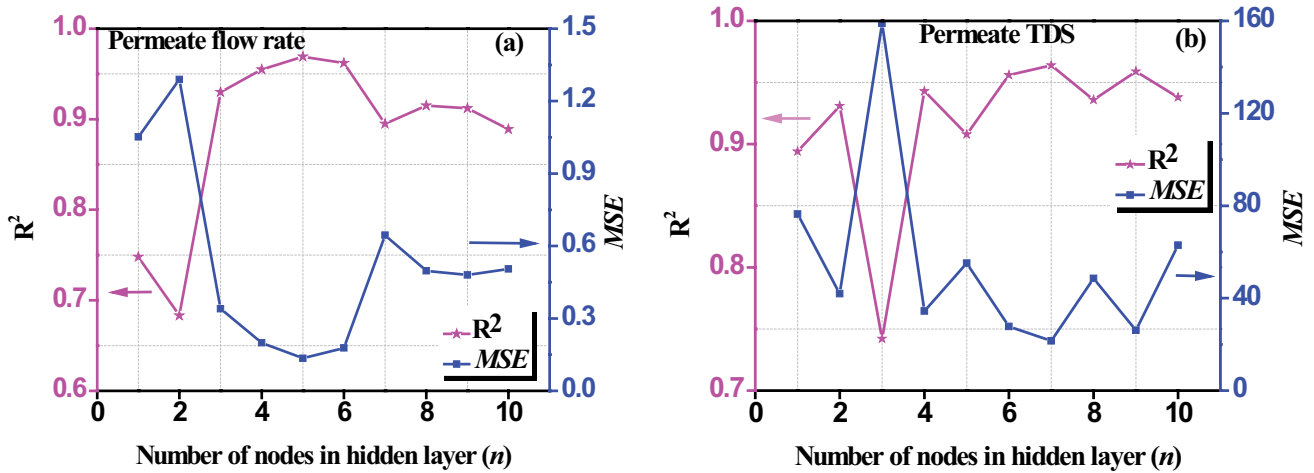 Permeate flow rate
(a)
1.0
0.9
0.8
0.7
0.6
R²
1.5
1.2
0.9
0.6
0.3
0.0
MSE
R²
MSE
0 2 4 6 8 10
Number of nodes in hidden layer (n)
Permeate TDS
(b)
1.0
0.9
0.8
0.7
R²
160
120
80
40
0
MSE
R²
MSE
0 2 4 6 8 10
Number of nodes in hidden layer (n)